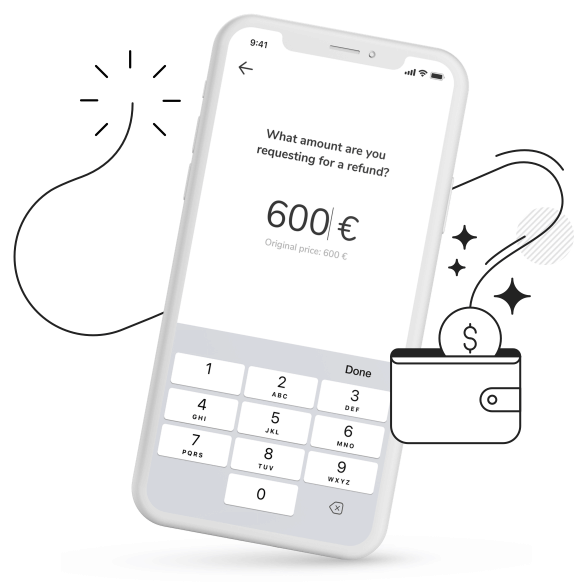 9:41
What amount are you
requesting for a refund?
600 €
Original price: 600 €
Done
1
2
ABC
3
DEF
4
GHI
5
JKL
6
MNO
7
PQRS
8
TUV
9
WXYZ
0
$